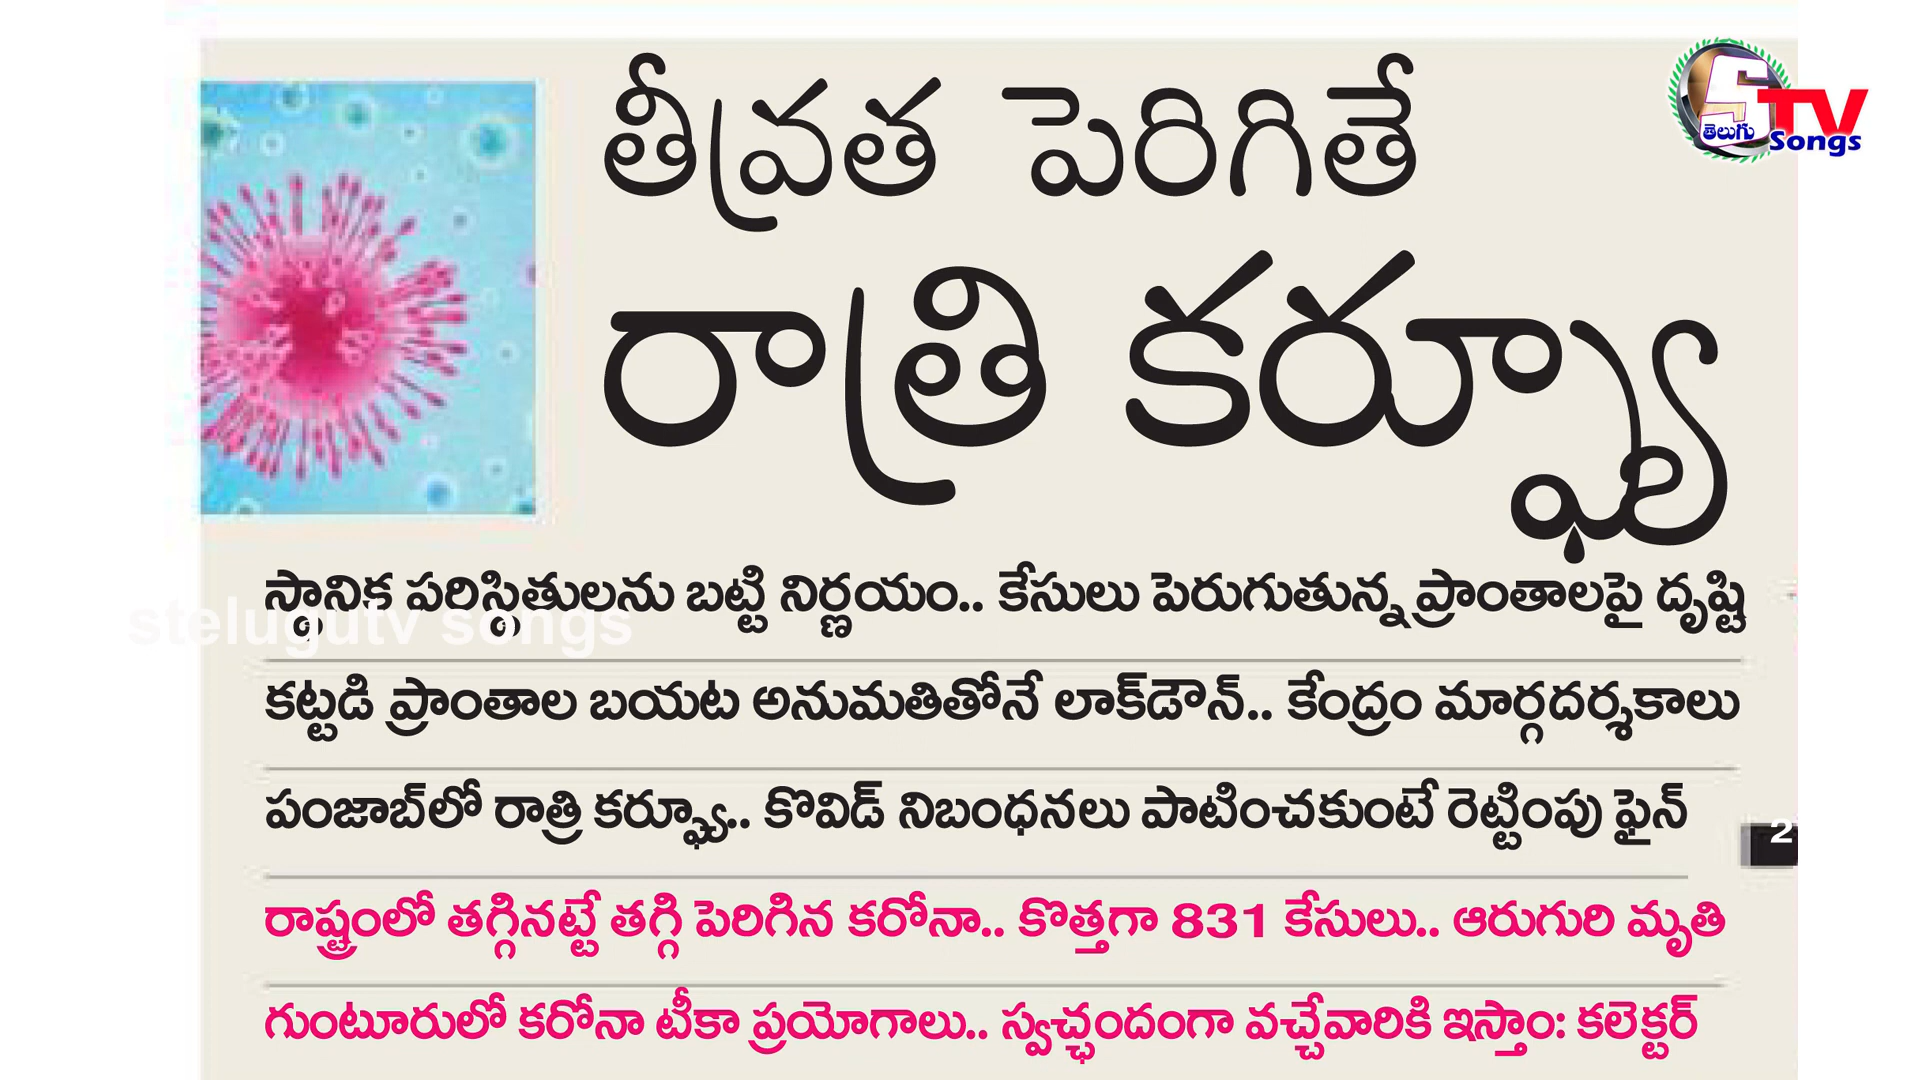 తీవ్రత పెరిగితే
రాత్రి కర్ఫ్యూ
S TV
తెలుగు
Songs
స్థానిక పరిస్థితులను బట్టి నిర్ణయం.. కేసులు పెరుగుతున్న ప్రాంతాలపై దృష్టి
stelugutv songs
కట్టడి ప్రాంతాల బయట అనుమతితోనే లాక్‌డౌన్.. కేంద్రం మార్గదర్శకాలు
పంజాబ్‌లో రాత్రి కర్ఫ్యూ.. కొవిడ్ నిబంధనలు పాటించకుంటే రెట్టింపు ఫైన్
2
రాష్ట్రంలో తగ్గినట్టే తగ్గి పెరిగిన కరోనా.. కొత్తగా 831 కేసులు.. ఆరుగురి మృతి
గుంటూరులో కరోనా టీకా ప్రయోగాలు.. స్వచ్ఛందంగా వచ్చేవారికి ఇస్తాం: కలెక్టర్